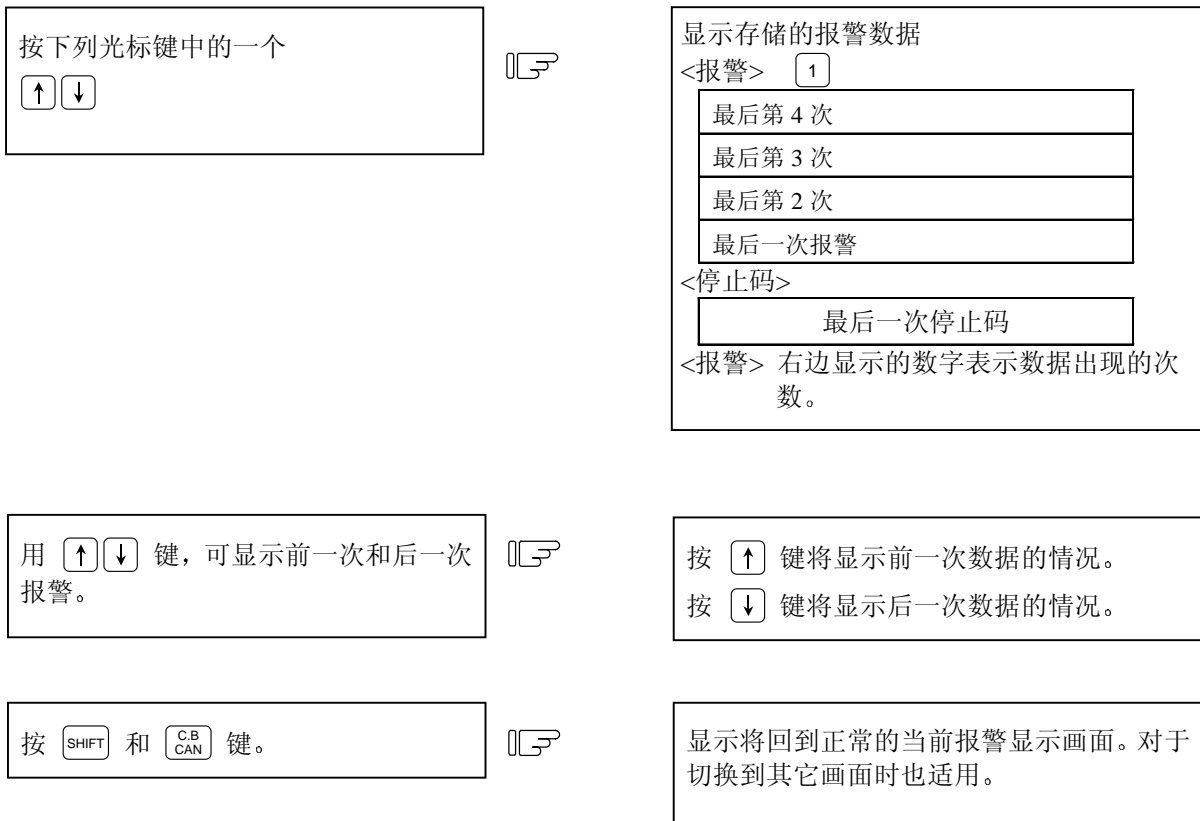 按下列光标键中的一个
↑ ↓
显示存储的报警数据
<报警> 1
最后第 4 次
最后第 3 次
最后第 2 次
最后一次报警
<停止码>
最后一次停止码
<报警> 右边显示的数字表示数据出现的次
数。
用 ↑ ↓ 键，可显示前一次和后一次
报警。
按 ↑ 键将显示前一次数据的情况。
按 ↓ 键将显示后一次数据的情况。
按 SHIFT 和 C.B CAN 键。
显示将回到正常的当前报警显示画面。对于
切换到其它画面时也适用。